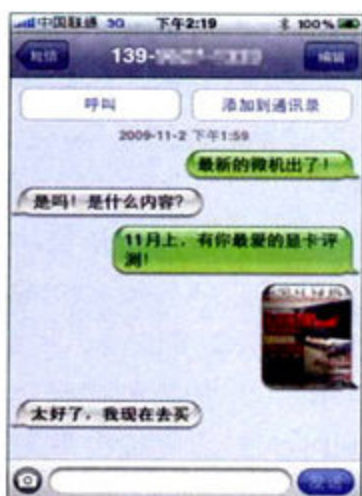 中国联通 3G 下午2:19 100%
短信 139- 编辑
呼叫 添加到通讯录
2009-11-2 下午1:59
最新的微机出了！
是吗！是什么内容？
11月上，有你最爱的显卡评
测！
太好了，我现在去买
发送